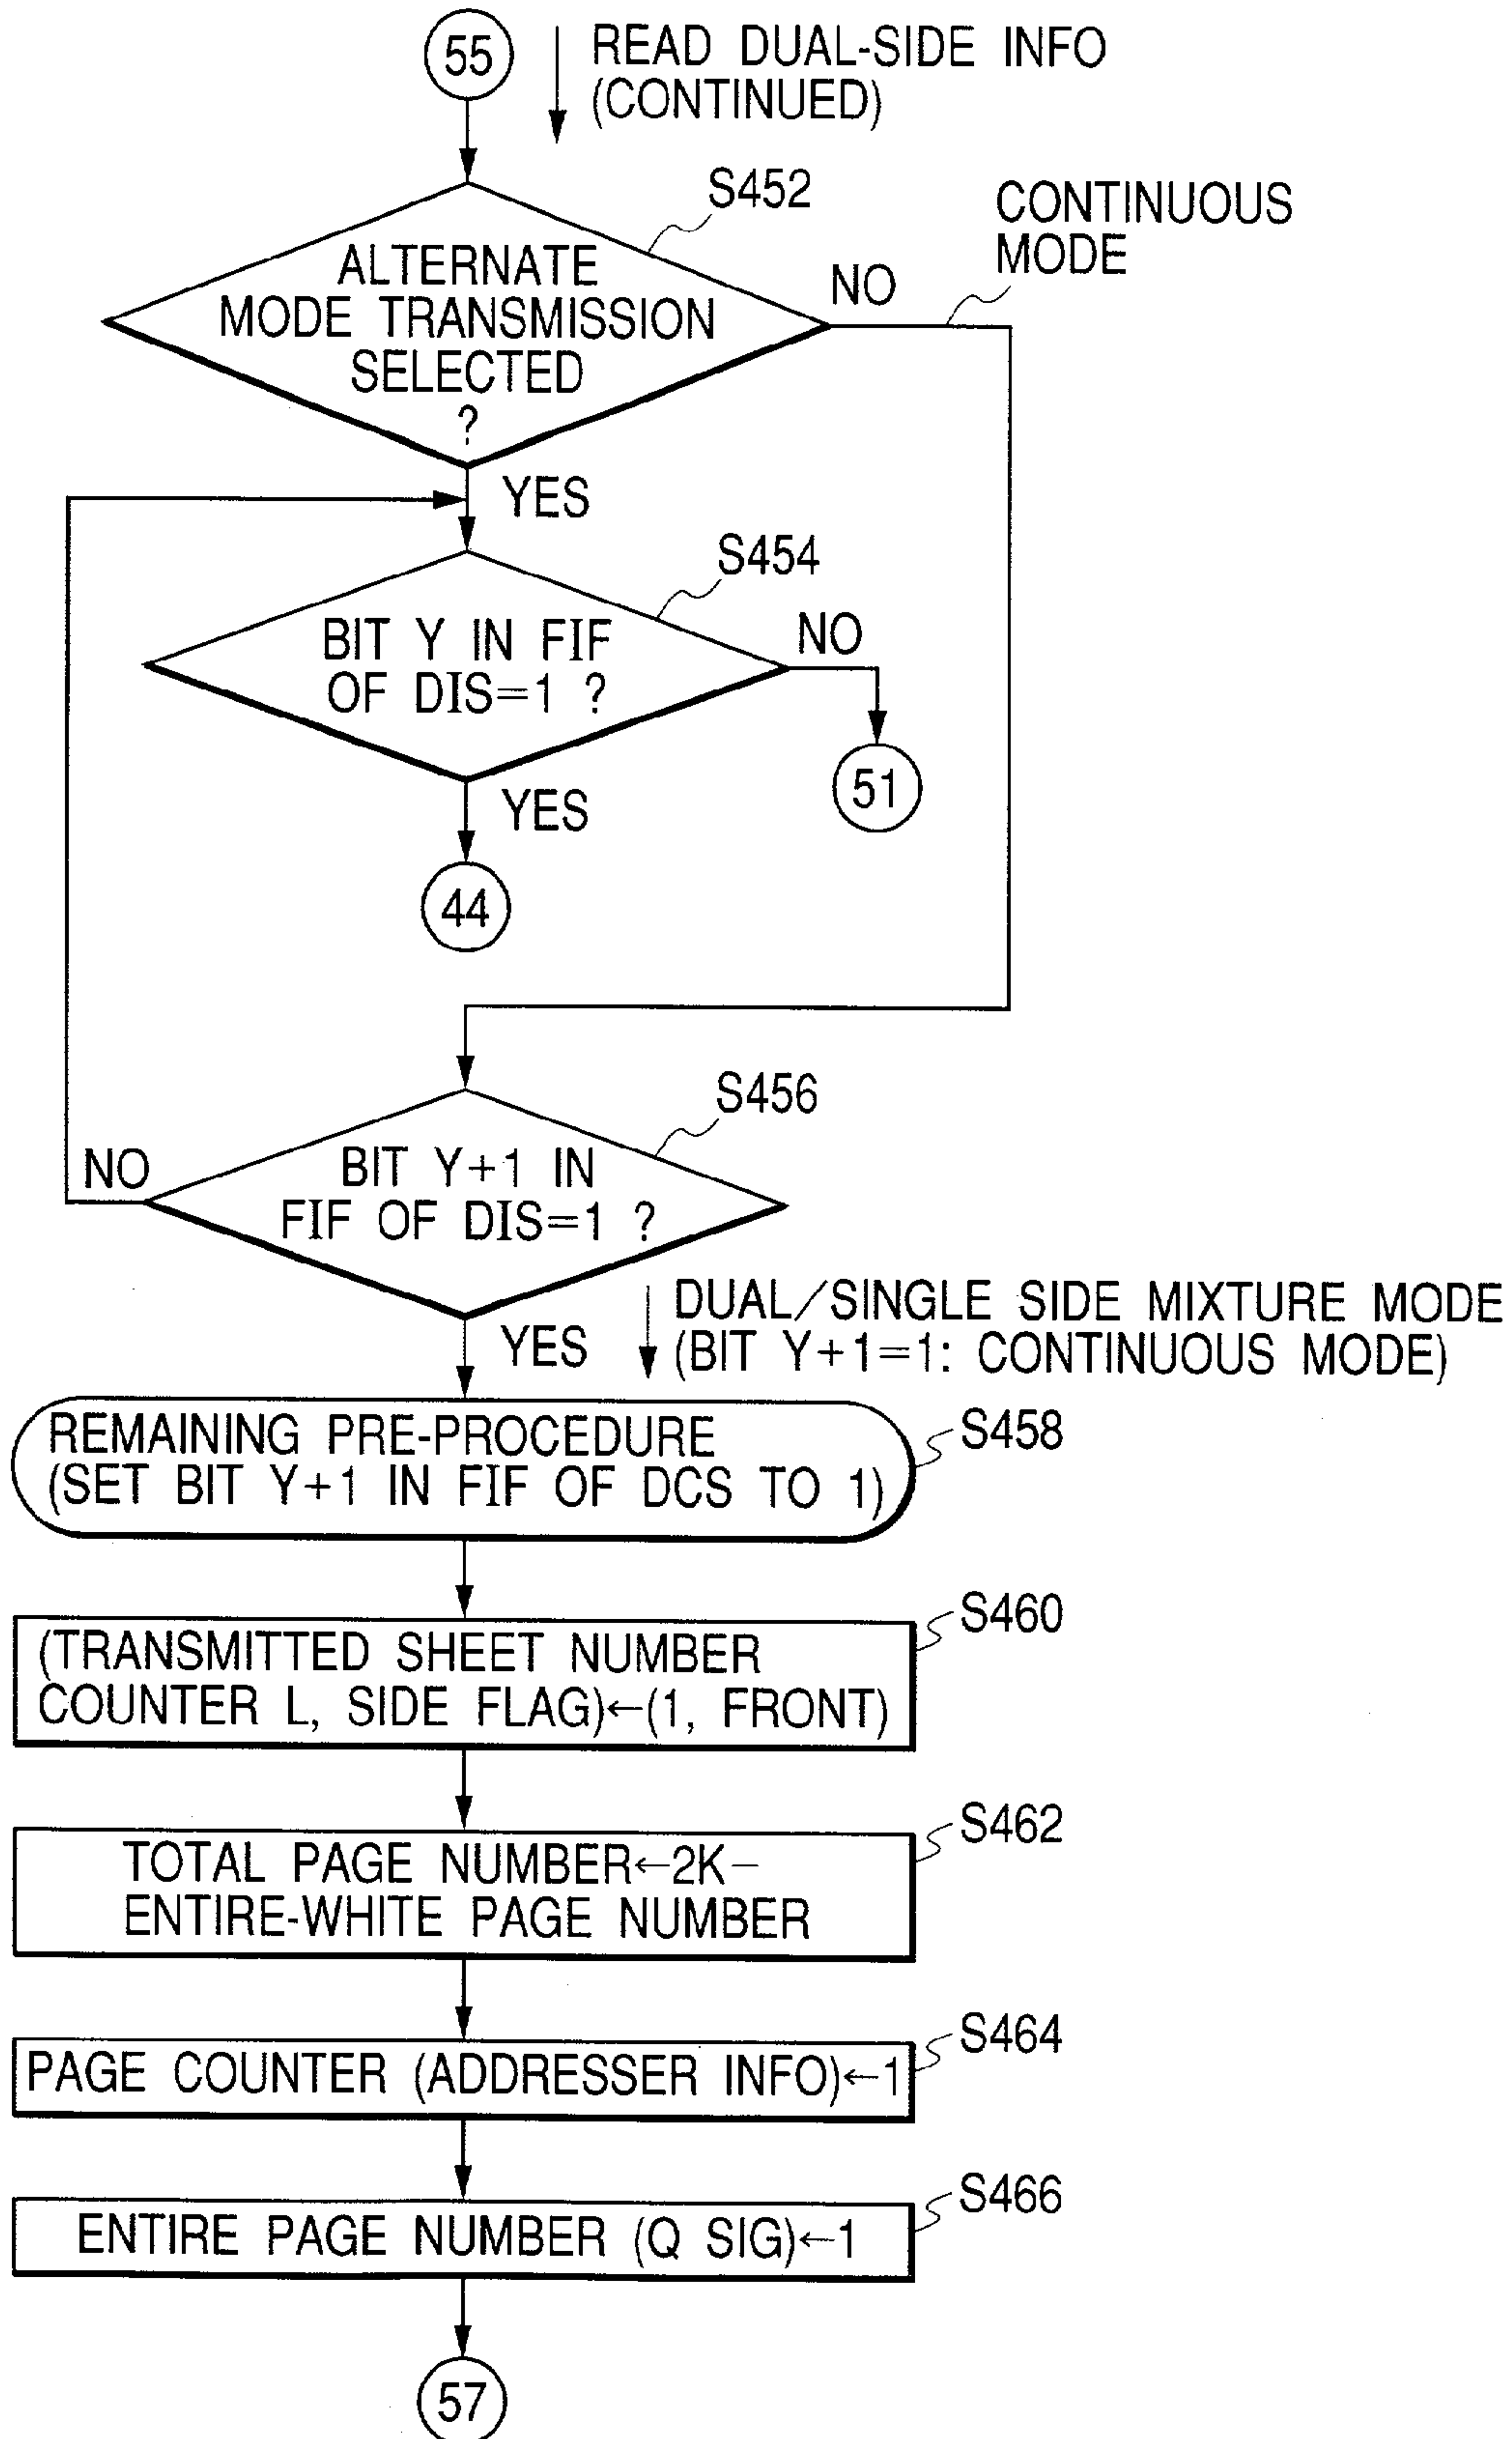 55
READ DUAL-SIDE INFO
(CONTINUED)
S452
CONTINUOUS
MODE
ALTERNATE
MODE TRANSMISSION
SELECTED
?
NO
YES
S454
BIT Y IN FIF
OF DIS=1 ?
NO
51
YES
44
S456
BIT Y+1 IN
FIF OF DIS=1 ?
NO
YES
DUAL/SINGLE SIDE MIXTURE MODE
(BIT Y+1=1: CONTINUOUS MODE)
REMAINING PRE-PROCEDURE
(SET BIT Y+1 IN FIF OF DCS TO 1)
S458
(TRANSMITTED SHEET NUMBER
COUNTER L, SIDE FLAG)←(1, FRONT)
S460
TOTAL PAGE NUMBER←2K−
ENTIRE-WHITE PAGE NUMBER
S462
PAGE COUNTER (ADDRESSER INFO)←1
S464
ENTIRE PAGE NUMBER (Q SIG)←1
S466
57